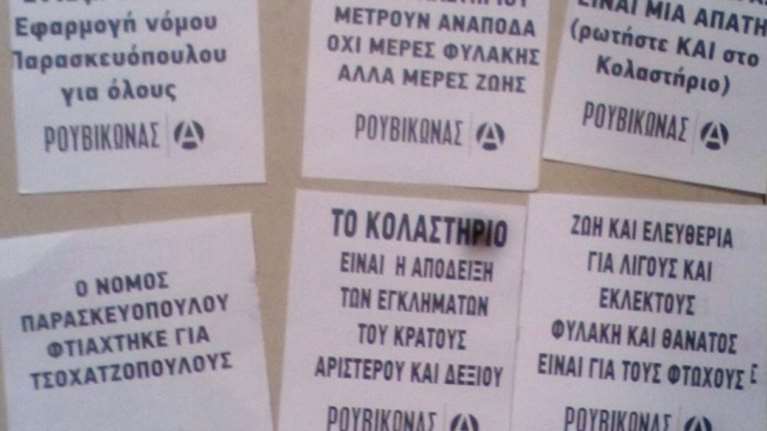 Εφαρμογή νόμου
Παρασκευόπουλου
για όλους
ΡΟΥΒΙΚΩΝΑΣ
ΜΕΤΡΟΥΝ ΑΝΑΠΟΔΑ
ΟΧΙ ΜΕΡΕΣ ΦΥΛΑΚΗΣ
ΑΛΛΑ ΜΕΡΕΣ ΖΩΗΣ
ΡΟΥΒΙΚΩΝΑΣ
ΕΙΝΑΙ ΜΙΑ ΑΠΑΤΗ
(ρωτήστε ΚΑΙ στο
Κολαστήριο)
ΡΟΥΒΙΚΩΝΑΣ
Ο ΝΟΜΟΣ
ΠΑΡΑΣΚΕΥΟΠΟΥΛΟΥ
ΦΤΙΑΧΤΗΚΕ ΓΙΑ
ΤΣΟΧΑΤΖΟΠΟΥΛΟΥΣ
ΤΟ ΚΟΛΑΣΤΗΡΙΟ
ΕΙΝΑΙ Η ΑΠΟΔΕΙΞΗ
ΤΩΝ ΕΓΚΛΗΜΑΤΩΝ
ΤΟΥ ΚΡΑΤΟΥΣ
ΑΡΙΣΤΕΡΟΥ ΚΑΙ ΔΕΞΙΟΥ
ΡΟΥΒΙΚΩΝΑΣ
ΖΩΗ ΚΑΙ ΕΛΕΥΘΕΡΙΑ
ΓΙΑ ΛΙΓΟΥΣ ΚΑΙ
ΕΚΛΕΚΤΟΥΣ
ΦΥΛΑΚΗ ΚΑΙ ΘΑΝΑΤΟΣ
ΕΙΝΑΙ ΓΙΑ ΤΟΥΣ ΦΤΩΧΟΥΣ
ΡΟΥΒΙΚΩΝΑΣ